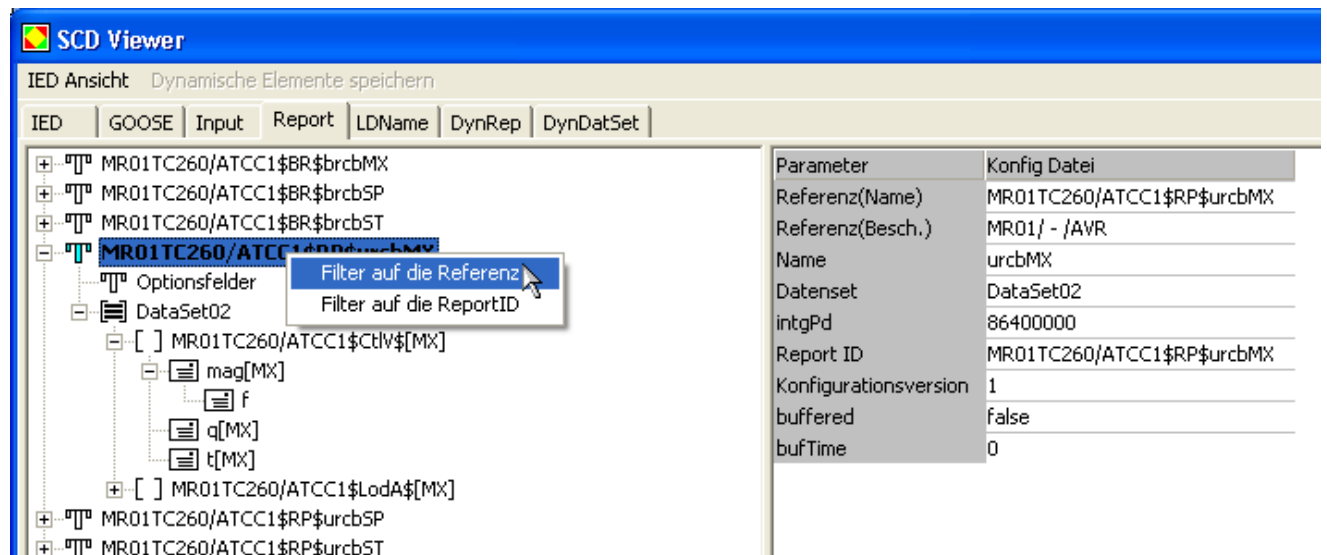 SCD Viewer
IED Ansicht Dynamische Elemente speichern
IED GOOSE Input Report LDName DynRep DynDatSet
MR01TC260/ATCC1$BR$brcbMX
MR01TC260/ATCC1$BR$brcbSP
MR01TC260/ATCC1$BR$brcbST
MR01TC260/ATCC1$RP$urcbMX
Filter auf die Referenz
Filter auf die ReportID
Optionsfelder
DataSet02
[ ] MR01TC260/ATCC1$CtlV$[MX]
mag[MX]
f
q[MX]
t[MX]
[ ] MR01TC260/ATCC1$LodA$[MX]
MR01TC260/ATCC1$RP$urcbSP
MR01TC260/ATCC1$RP$urcbST
Parameter Konfig Datei
Referenz(Name) MR01TC260/ATCC1$RP$urcbMX
Referenz(Besch.) MR01/ - /AVR
Name urcbMX
Datenset DataSet02
intgPd 86400000
Report ID MR01TC260/ATCC1$RP$urcbMX
Konfigurationsversion 1
buffered false
bufTime 0